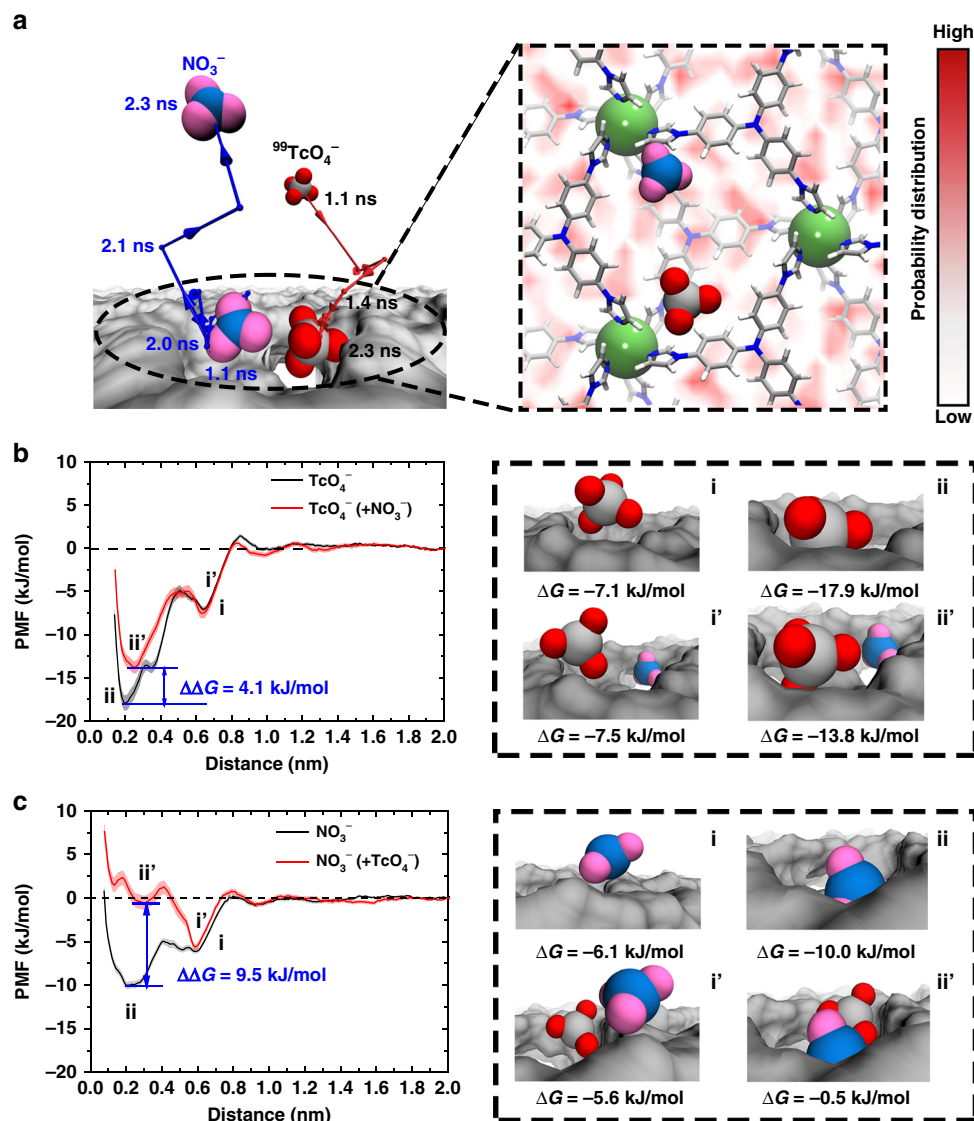 a
NO₃⁻
2.3 ns
⁹⁹TcO₄⁻
1.1 ns
2.1 ns
1.4 ns
2.0 ns
2.3 ns
1.1 ns
High
Probability distribution
Low
b
10
5
0
−5
−10
−15
−20
PMF (kJ/mol)
TcO₄⁻
TcO₄⁻ (+NO₃⁻)
i’
i
ii’
ii
ΔΔG = 4.1 kJ/mol
0.0 0.2 0.4 0.6 0.8 1.0 1.2 1.4 1.6 1.8 2.0
Distance (nm)
i
ii
ΔG = −7.1 kJ/mol
ΔG = −17.9 kJ/mol
i’
ii’
ΔG = −7.5 kJ/mol
ΔG = −13.8 kJ/mol
c
10
5
0
−5
−10
−15
−20
PMF (kJ/mol)
NO₃⁻
NO₃⁻ (+TcO₄⁻)
ii’
i’
i
ΔΔG = 9.5 kJ/mol
ii
0.0 0.2 0.4 0.6 0.8 1.0 1.2 1.4 1.6 1.8 2.0
Distance (nm)
i
ii
ΔG = −6.1 kJ/mol
ΔG = −10.0 kJ/mol
i’
ii’
ΔG = −5.6 kJ/mol
ΔG = −0.5 kJ/mol